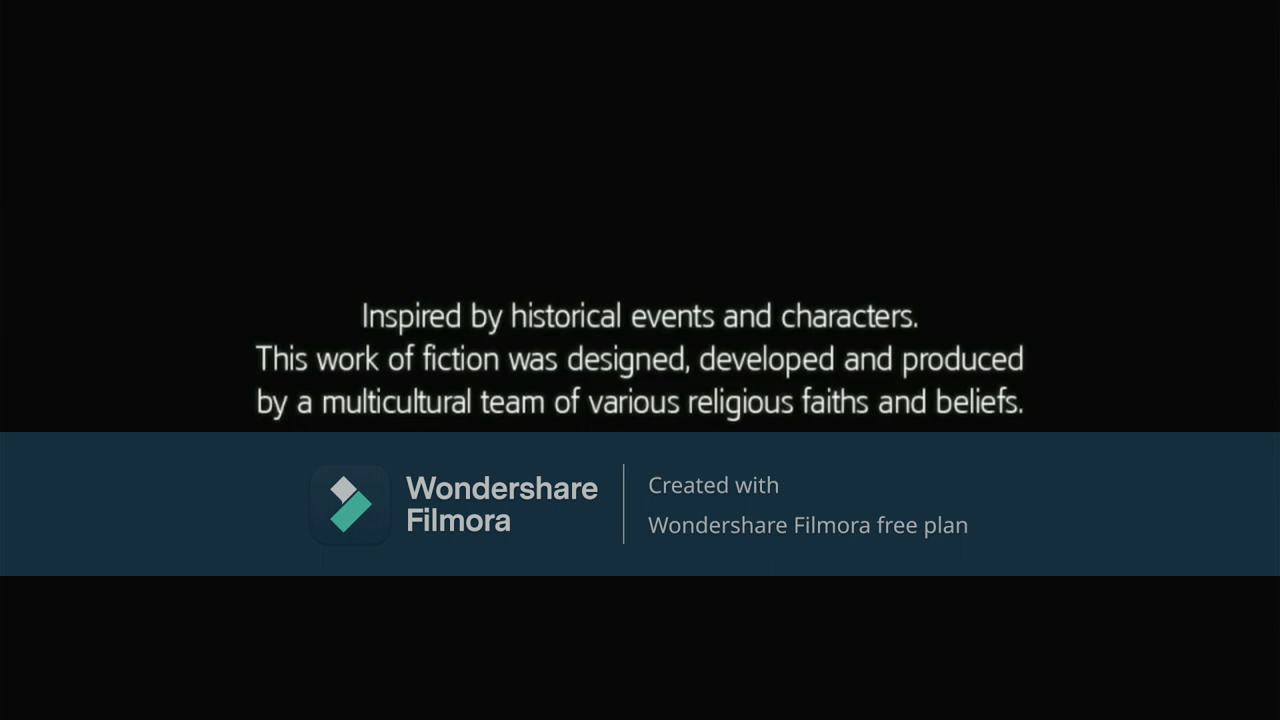 Inspired by historical events and characters.
This work of fiction was designed, developed and produced
by a multicultural team of various religious faiths and beliefs.
Wondershare
Filmora
Created with
Wondershare Filmora free plan